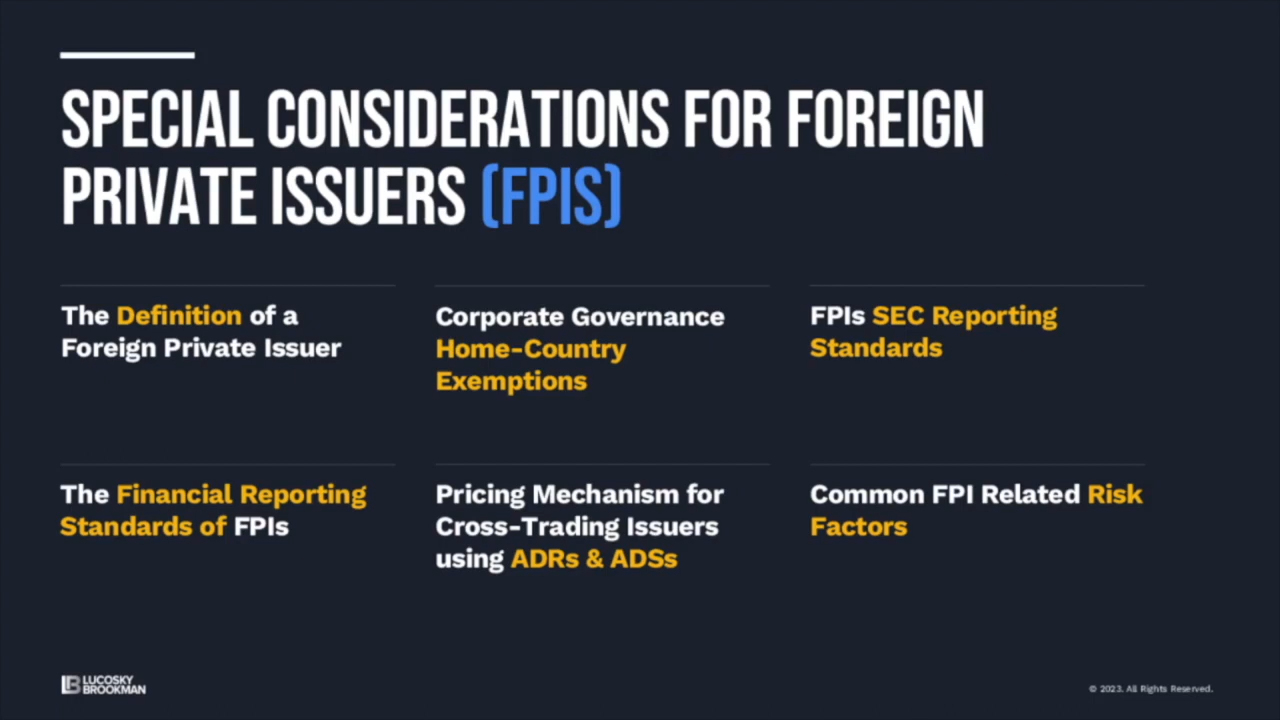 SPECIAL CONSIDERATIONS FOR FOREIGN
PRIVATE ISSUERS (FPIS)
The Definition of a
Foreign Private Issuer
Corporate Governance
Home-Country
Exemptions
FPIs SEC Reporting
Standards
The Financial Reporting
Standards of FPIs
Pricing Mechanism for
Cross-Trading Issuers
using ADRs & ADSs
Common FPI Related Risk
Factors
LB LUCOSKY
BROOKMAN
© 2023. All Rights Reserved.